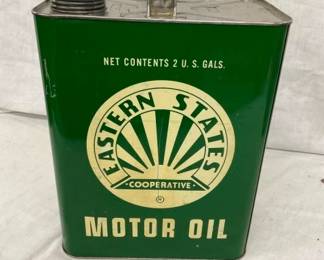 NET CONTENTS 2 U. S. GALS.
EASTERN STATES
·COOPERATIVE·
®
MOTOR OIL